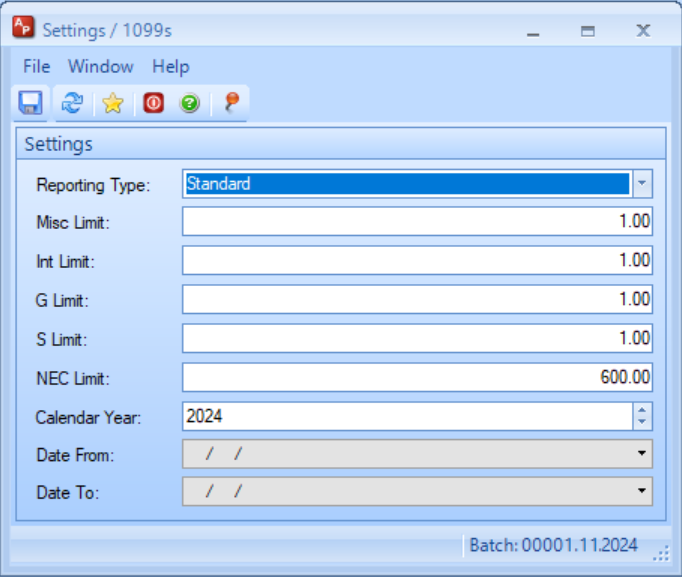 AP Settings / 1099s
File Window Help
Settings
Reporting Type: Standard
Misc Limit: 1.00
Int Limit: 1.00
G Limit: 1.00
S Limit: 1.00
NEC Limit: 600.00
Calendar Year: 2024
Date From: / /
Date To: / /
Batch: 00001.11.2024